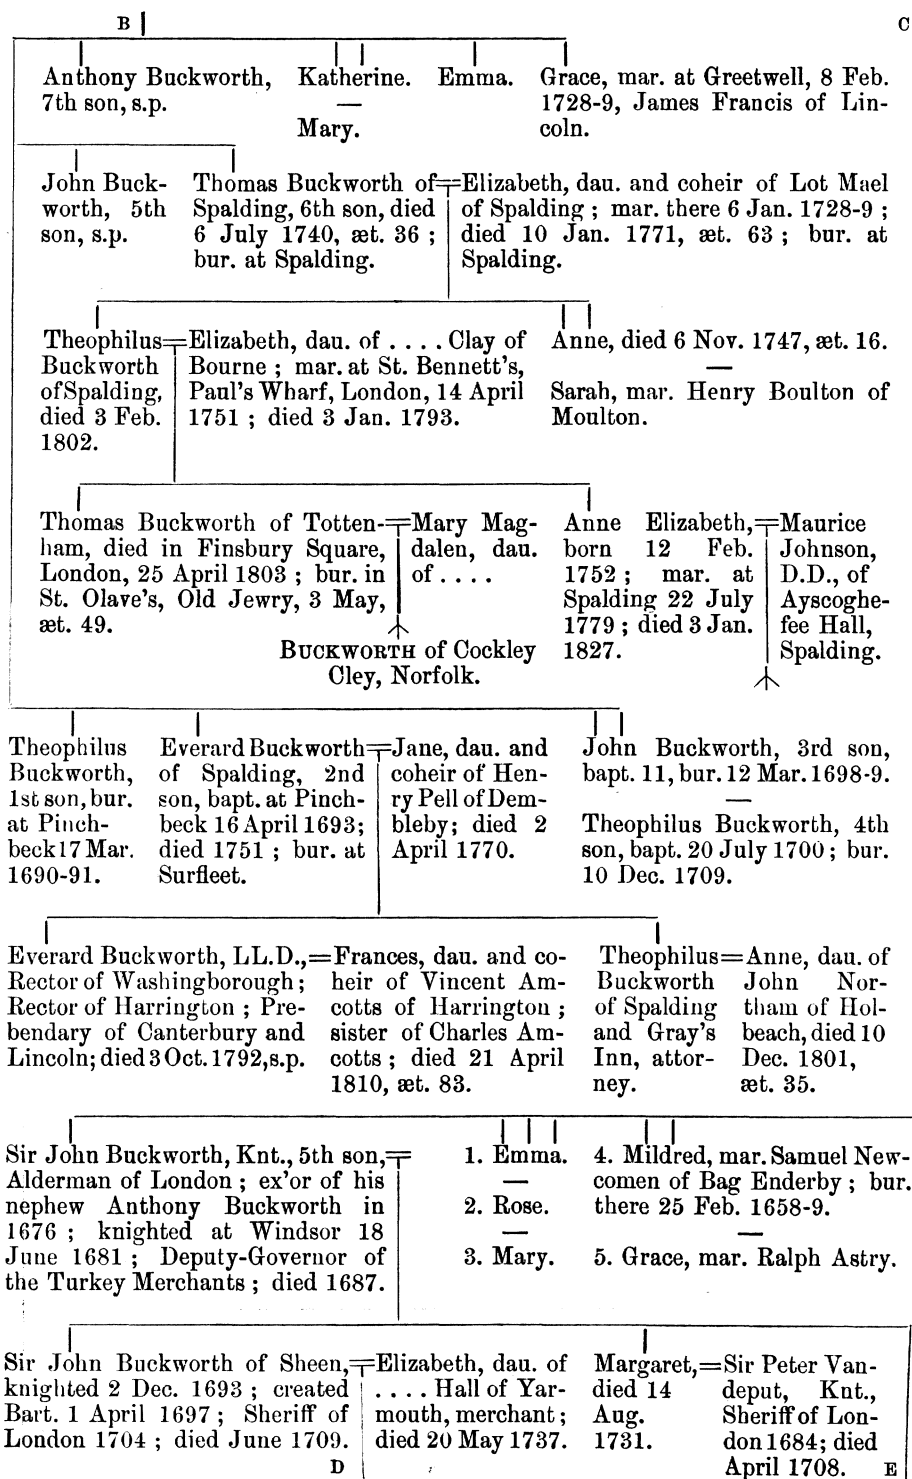 B C
Anthony Buckworth,
7th son, s.p.
Katherine.
—
Mary.
Emma.
Grace, mar. at Greetwell, 8 Feb.
1728-9, James Francis of Lin-
coln.
John Buck-
worth, 5th
son, s.p.
Thomas Buckworth of
Spalding, 6th son, died
6 July 1740, æt. 36 ;
bur. at Spalding.
Elizabeth, dau. and coheir of Lot Mael
of Spalding ; mar. there 6 Jan. 1728-9 ;
died 10 Jan. 1771, æt. 63 ; bur. at
Spalding.
Theophilus
Buckworth
of Spalding,
died 3 Feb.
1802.
Elizabeth, dau. of . . . . Clay of
Bourne ; mar. at St. Bennett's,
Paul's Wharf, London, 14 April
1751 ; died 3 Jan. 1793.
Anne, died 6 Nov. 1747, æt. 16.
—
Sarah, mar. Henry Boulton of
Moulton.
Thomas Buckworth of Totten-
ham, died in Finsbury Square,
London, 25 April 1803 ; bur. in
St. Olave's, Old Jewry, 3 May,
æt. 49.
Mary Mag-
dalen, dau.
of . . . .
BUCKWORTH of Cockley
Cley, Norfolk.
Anne Elizabeth,
born 12 Feb.
1752 ; mar. at
Spalding 22 July
1779 ; died 3 Jan.
1827.
Maurice
Johnson,
D.D., of
Ayscoghe-
fee Hall,
Spalding.
Theophilus
Buckworth,
1st son, bur.
at Pinch-
beck 17 Mar.
1690-91.
Everard Buckworth
of Spalding, 2nd
son, bapt. at Pinch-
beck 16 April 1693;
died 1751 ; bur. at
Surfleet.
Jane, dau. and
coheir of Hen-
ry Pell of Dem-
bleby; died 2
April 1770.
John Buckworth, 3rd son,
bapt. 11, bur. 12 Mar. 1698-9.
—
Theophilus Buckworth, 4th
son, bapt. 20 July 1700 ; bur.
10 Dec. 1709.
Everard Buckworth, LL.D.,
Rector of Washingborough ;
Rector of Harrington ; Pre-
bendary of Canterbury and
Lincoln; died 3 Oct. 1792, s.p.
Frances, dau. and co-
heir of Vincent Am-
cotts of Harrington ;
sister of Charles Am-
cotts ; died 21 April
1810, æt. 83.
Theophilus
Buckworth
of Spalding
and Gray's
Inn, attor-
ney.
Anne, dau. of
John Nor-
tham of Hol-
beach, died 10
Dec. 1801,
æt. 35.
Sir John Buckworth, Knt., 5th son,
Alderman of London ; ex'or of his
nephew Anthony Buckworth in
1676 ; knighted at Windsor 18
June 1681 ; Deputy-Governor of
the Turkey Merchants ; died 1687.
1. Emma.
—
2. Rose.
—
3. Mary.
4. Mildred, mar. Samuel New-
comen of Bag Enderby ; bur.
there 25 Feb. 1658-9.
—
5. Grace, mar. Ralph Astry.
Sir John Buckworth of Sheen,
knighted 2 Dec. 1693 ; created
Bart. 1 April 1697 ; Sheriff of
London 1704 ; died June 1709.
D
Elizabeth, dau. of
. . . . Hall of Yar-
mouth, merchant ;
died 20 May 1737.
Margaret,
died 14
Aug.
1731.
Sir Peter Van-
deput, Knt.,
Sheriff of Lon-
don 1684; died
April 1708. E